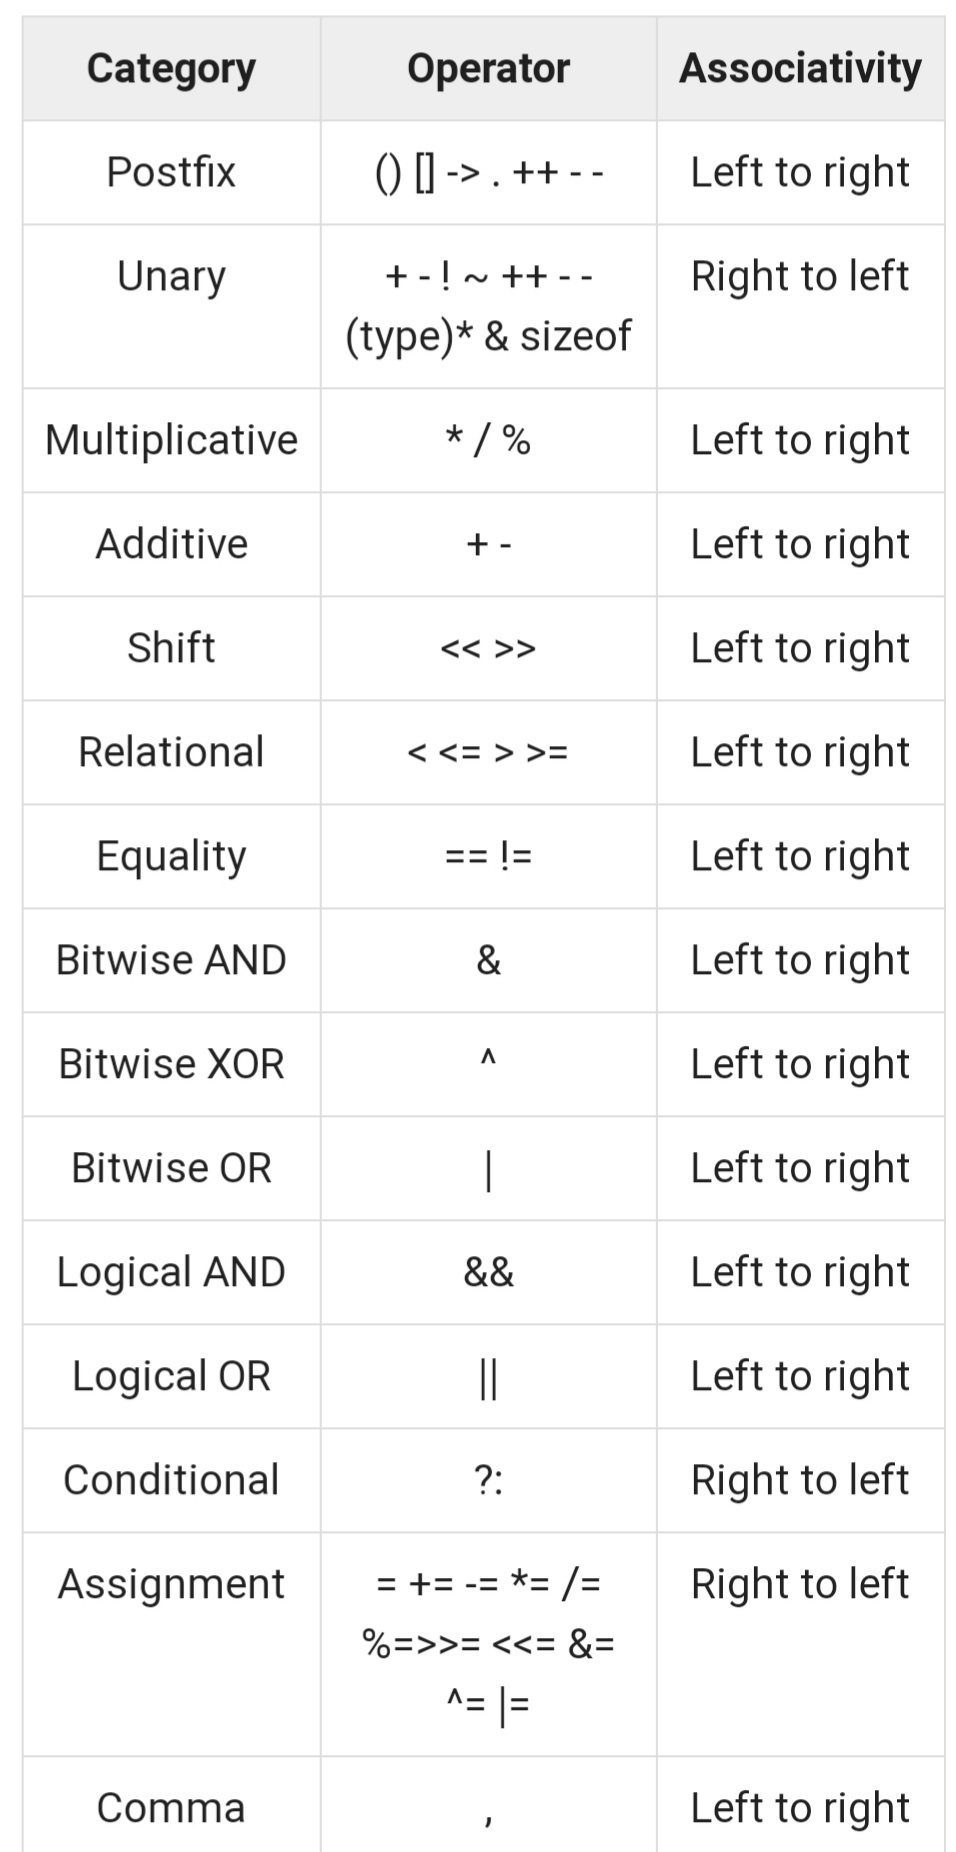 Category Operator Associativity
Postfix () [] -> . ++ - - Left to right
Unary + - ! ~ ++ - - Right to left
(type)* & sizeof
Multiplicative * / % Left to right
Additive + - Left to right
Shift << >> Left to right
Relational < <= > >= Left to right
Equality == != Left to right
Bitwise AND & Left to right
Bitwise XOR ^ Left to right
Bitwise OR | Left to right
Logical AND && Left to right
Logical OR || Left to right
Conditional ?: Right to left
Assignment = += -= *= /= Right to left
%=>>= <<= &=
^= |=
Comma , Left to right